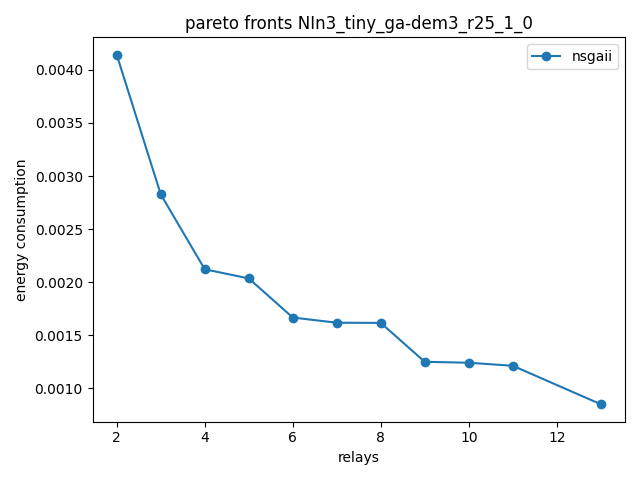 pareto fronts NIn3_tiny_ga-dem3_r25_1_0
nsgaii
0.0040
0.0035
0.0030
0.0025
0.0020
0.0015
0.0010
energy consumption
2 4 6 8 10 12
relays